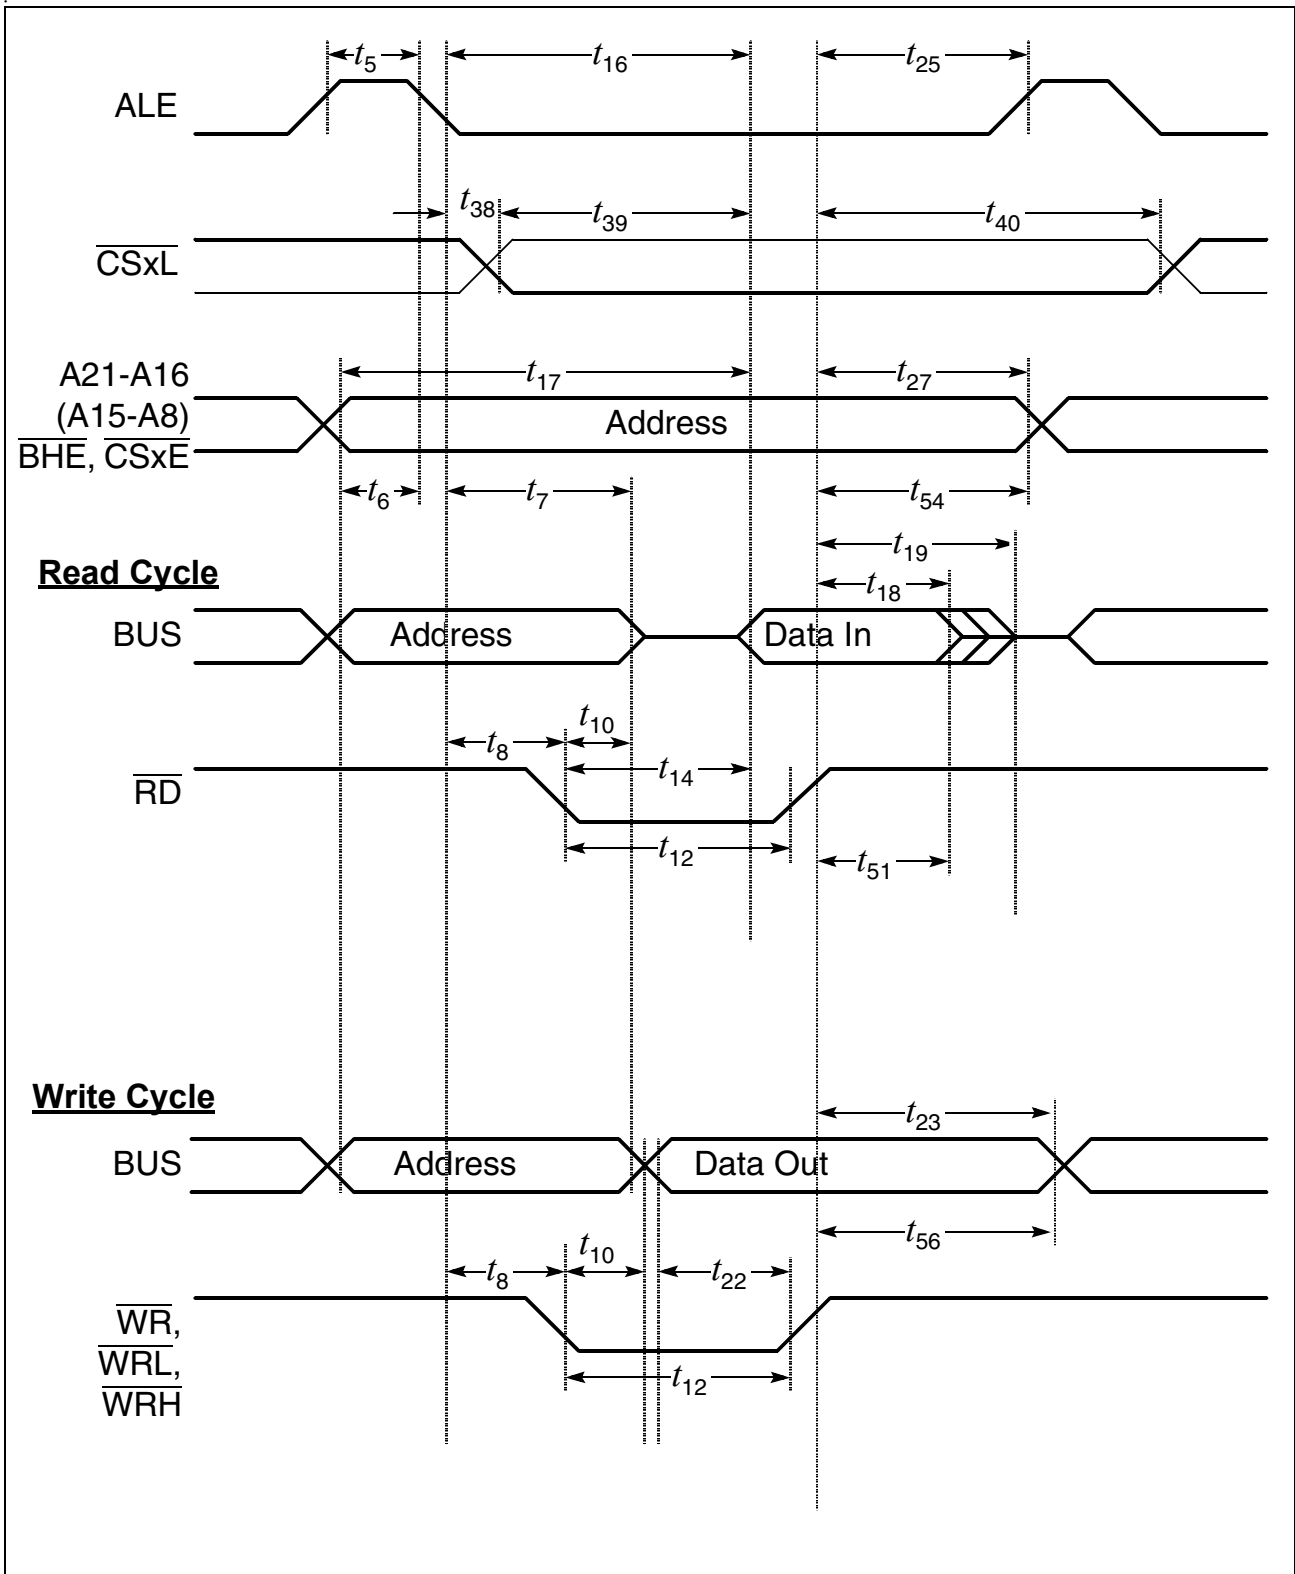 t5 t16 t25
ALE
t38 t39 t40
CSxL
A21-A16
(A15-A8)
BHE, CSxE
t17 t27
Address
t6 t7 t54
t19
Read Cycle
t18
BUS Address Data In
t10
t8
t14
RD
t12
t51
Write Cycle
t23
BUS Address Data Out
t56
t10
t8 t22
WR,
WRL,
WRH
t12